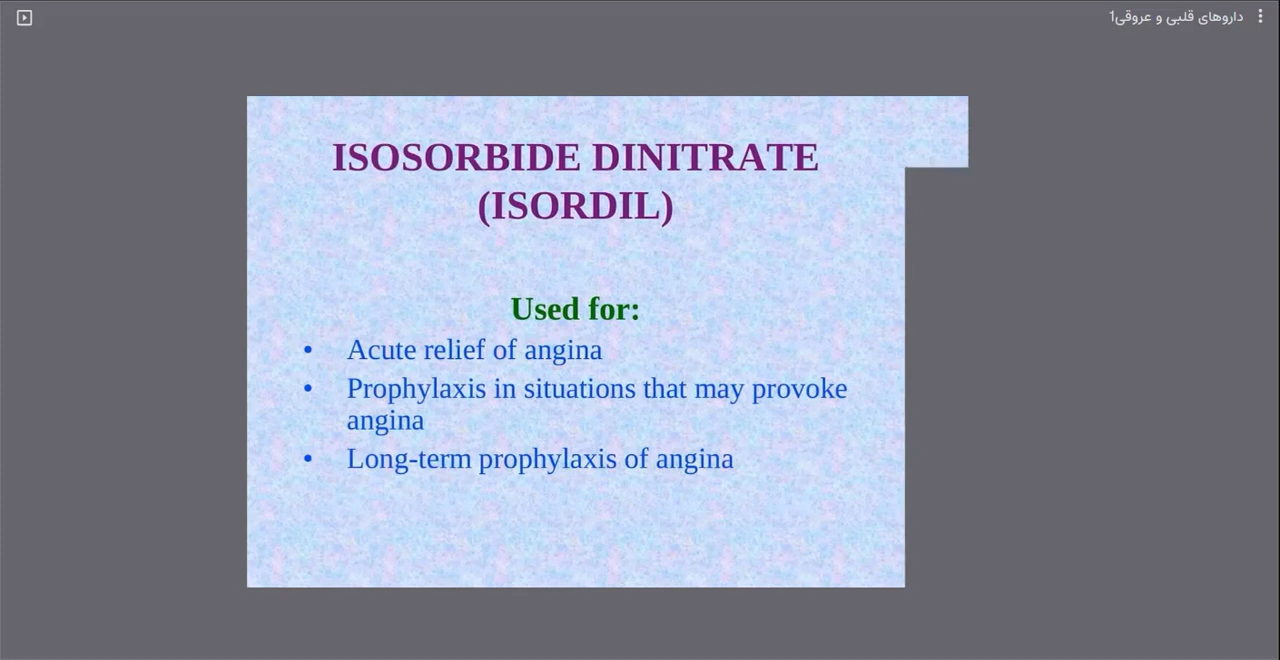 داروهای قلبی و عروقی1
ISOSORBIDE DINITRATE
(ISORDIL)
Used for:
• Acute relief of angina
• Prophylaxis in situations that may provoke
angina
• Long-term prophylaxis of angina